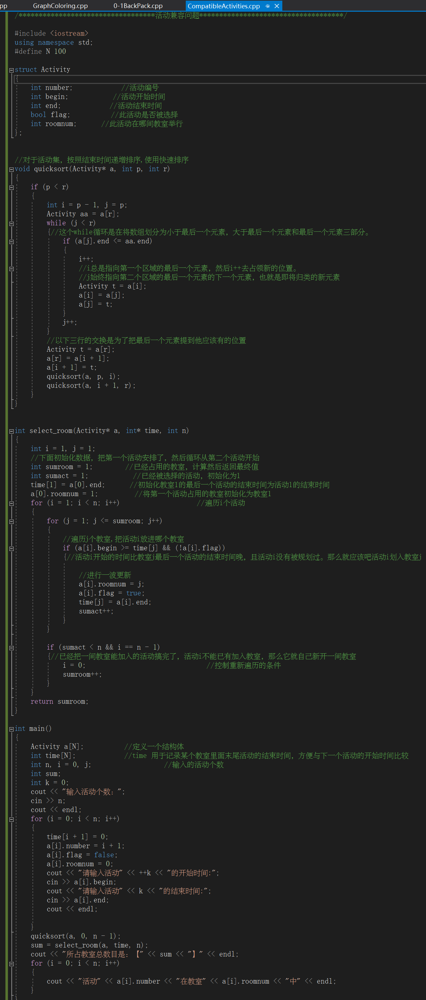 pp GraphColoring.cpp 0-1BackPack.cpp CompatibleActivities.cpp
/**********************************活动兼容问题************************************/
#include <iostream>
using namespace std;
#define N 100
struct Activity
{
int number; //活动编号
int begin; //活动开始时间
int end; //活动结束时间
bool flag; //此活动是否被选择
int roomnum; //此活动在哪间教室举行
};
//对于活动集，按照结束时间递增排序,使用快速排序
void quicksort(Activity* a, int p, int r)
{
if (p < r)
{
int i = p - 1, j = p;
Activity aa = a[r];
while (j < r)
{//这个while循环是在将数组划分为小于最后一个元素，大于最后一个元素和最后一个元素三部分。
if (a[j].end <= aa.end)
{
i++;
//i总是指向第一个区域的最后一个元素，然后i++去占领新的位置。
//j始终指向第二个区域的最后一个元素的下一个元素，也就是即将归类的新元素
Activity t = a[i];
a[i] = a[j];
a[j] = t;
}
j++;
}
//以下三行的交换是为了把最后一个元素提到他应该有的位置
Activity t = a[r];
a[r] = a[i + 1];
a[i + 1] = t;
quicksort(a, p, i);
quicksort(a, i + 1, r);
}
}
int select_room(Activity* a, int* time, int n)
{
int i = 1, j = 1;
//下面初始化数据，把第一个活动安排了，然后循环从第二个活动开始
int sumroom = 1; //已经占用的教室，计算然后返回最终值
int sumact = 1; //已经被选择的活动，初始化为1
time[1] = a[0].end; //初始化教室1的最后一个活动的结束时间为活动1的结束时间
a[0].roomnum = 1; //将第一个活动占用的教室初始化为教室1
for (i = 1; i < n; i++) //遍历i个活动
{
for (j = 1; j <= sumroom; j++)
{
//遍历j个教室,把活动i放进哪个教室
if (a[i].begin >= time[j] && (!a[i].flag))
{//活动i开始的时间比教室j最后一个活动的结束时间晚，且活动i没有被规划过。那么就应该吧活动i划入教室j
//进行一波更新
a[i].roomnum = j;
a[i].flag = true;
time[j] = a[i].end;
sumact++;
}
}
if (sumact < n && i == n - 1)
{//已经把一间教室能加入的活动搞完了，活动i不能已有加入教室，那么它就自己新开一间教室
i = 0; //控制重新遍历的条件
sumroom++;
}
}
return sumroom;
}
int main()
{
Activity a[N]; //定义一个结构体
int time[N]; //time 用于记录某个教室里面末尾活动的结束时间，方便与下一个活动的开始时间比较
int n, i = 0, j; //输入的活动个数
int sum;
int k = 0;
cout << "输入活动个数：";
cin >> n;
cout << endl;
for (i = 0; i < n; i++)
{
time[i + 1] = 0;
a[i].number = i + 1;
a[i].flag = false;
a[i].roomnum = 0;
cout << "请输入活动" << ++k << "的开始时间:";
cin >> a[i].begin;
cout << "请输入活动" << k << "的结束时间:";
cin >> a[i].end;
cout << endl;
}
quicksort(a, 0, n - 1);
sum = select_room(a, time, n);
cout << "所占教室总数目是：【" << sum << "】" << endl;
for (i = 0; i < n; i++)
{
cout << "活动" << a[i].number << "在教室" << a[i].roomnum << "中" << endl;
}
}